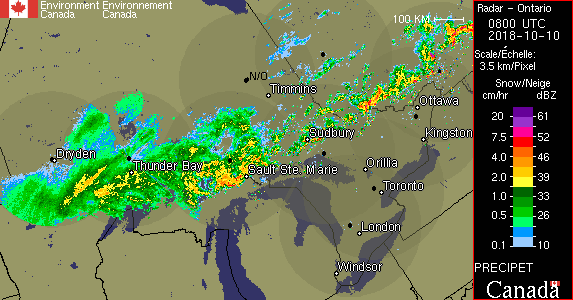 Environment Environnement
Canada Canada
Radar - Ontario
0800 UTC
2018-10-10
100 KM
Scale/Échelle:
3.5 km/Pixel
N/O
Timmins
Snow/Neige
cm/hr dBZ
Ottawa
20 61
7.5 57
5.0 52
4.0 46
2.0 39
1.0 33
0.5 26
0.1 10
Sudbury
Kingston
Dryden
Thunder Bay
Sault Ste. Marie
Orillia
Toronto
London
Windsor
PRECIPET
Canada